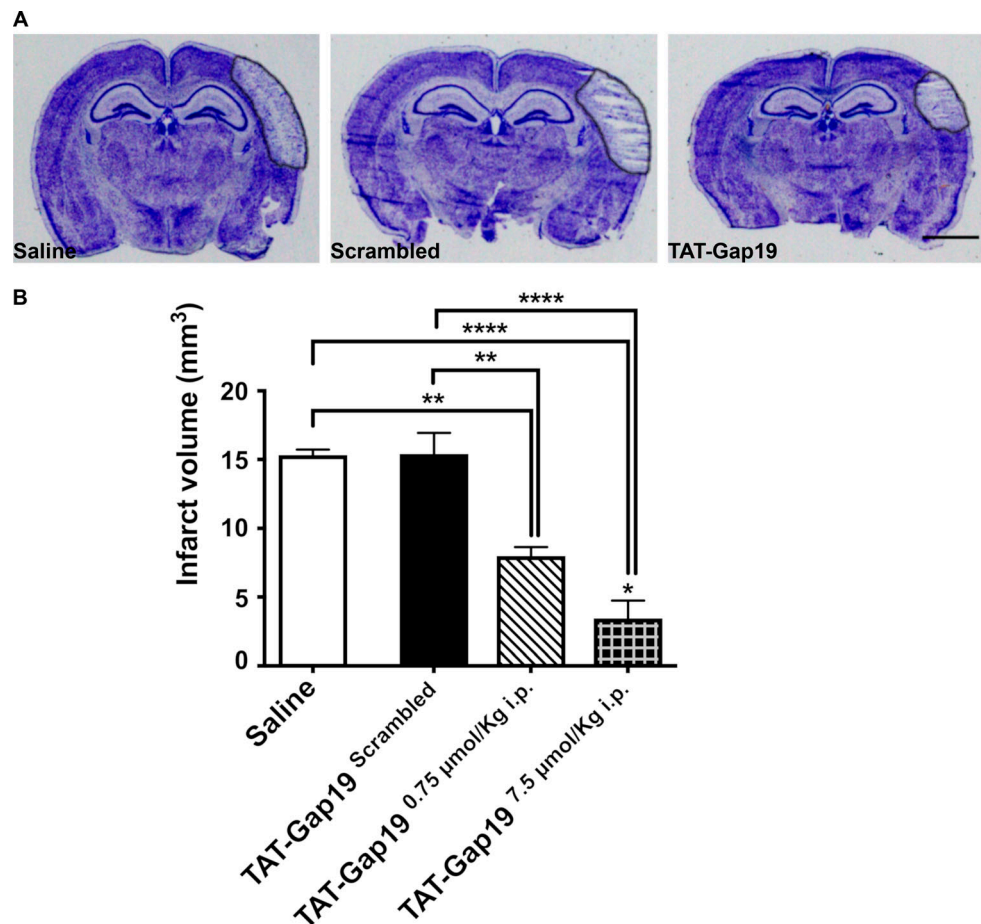 A
Saline
Scrambled
TAT-Gap19
B
Infarct volume (mm³)
20
15
10
5
0
****
****
**
**
*
Saline
TAT-Gap19 Scrambled
TAT-Gap19 0.75 µmol/Kg i.p.
TAT-Gap19 7.5 µmol/Kg i.p.